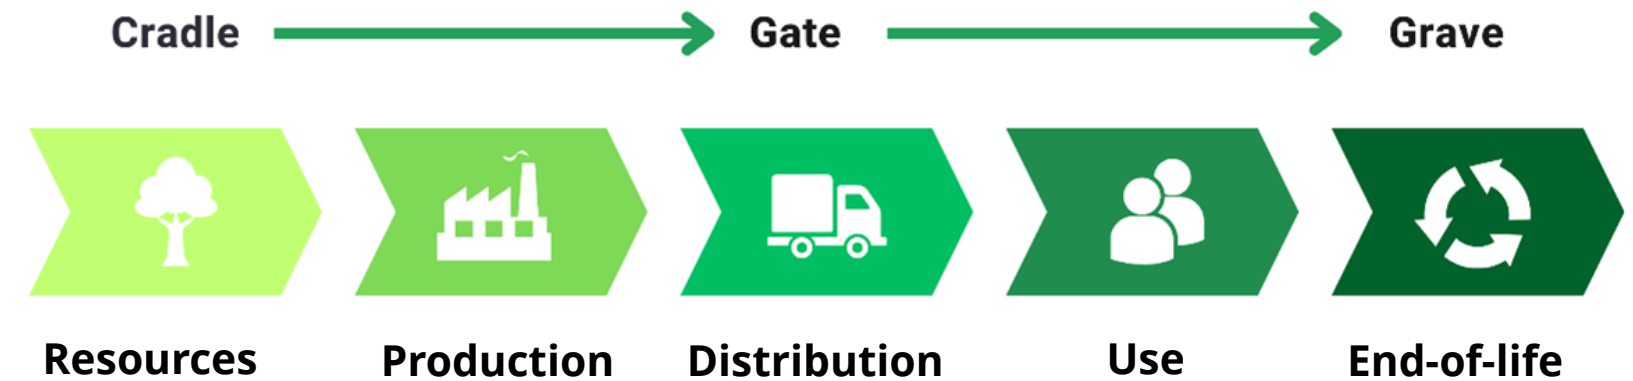 Cradle Gate Grave
Resources Production Distribution Use End-of-life